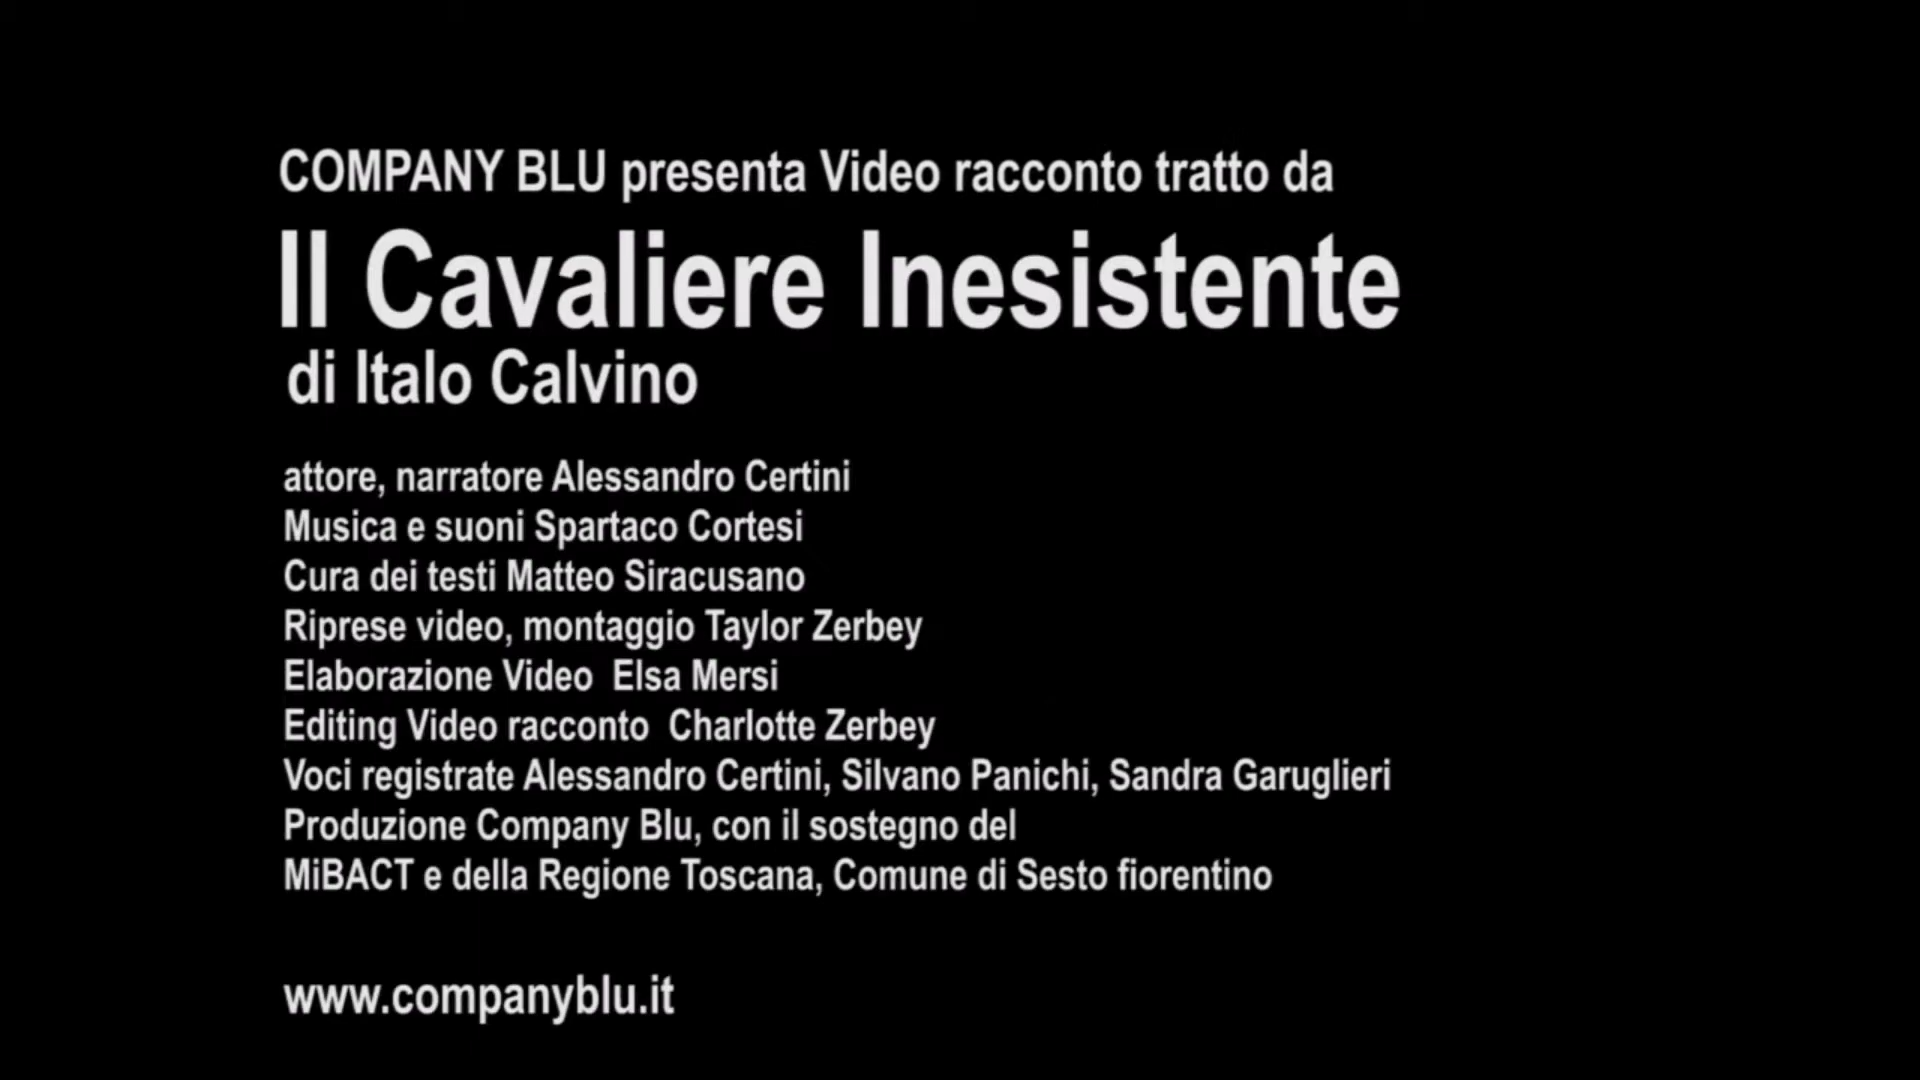 COMPANY BLU presenta Video racconto tratto da
Il Cavaliere Inesistente
di Italo Calvino
attore, narratore Alessandro Certini
Musica e suoni Spartaco Cortesi
Cura dei testi Matteo Siracusano
Riprese video, montaggio Taylor Zerbey
Elaborazione Video  Elsa Mersi
Editing Video racconto  Charlotte Zerbey
Voci registrate Alessandro Certini, Silvano Panichi, Sandra Garuglieri
Produzione Company Blu, con il sostegno del
MiBACT e della Regione Toscana, Comune di Sesto fiorentino
www.companyblu.it